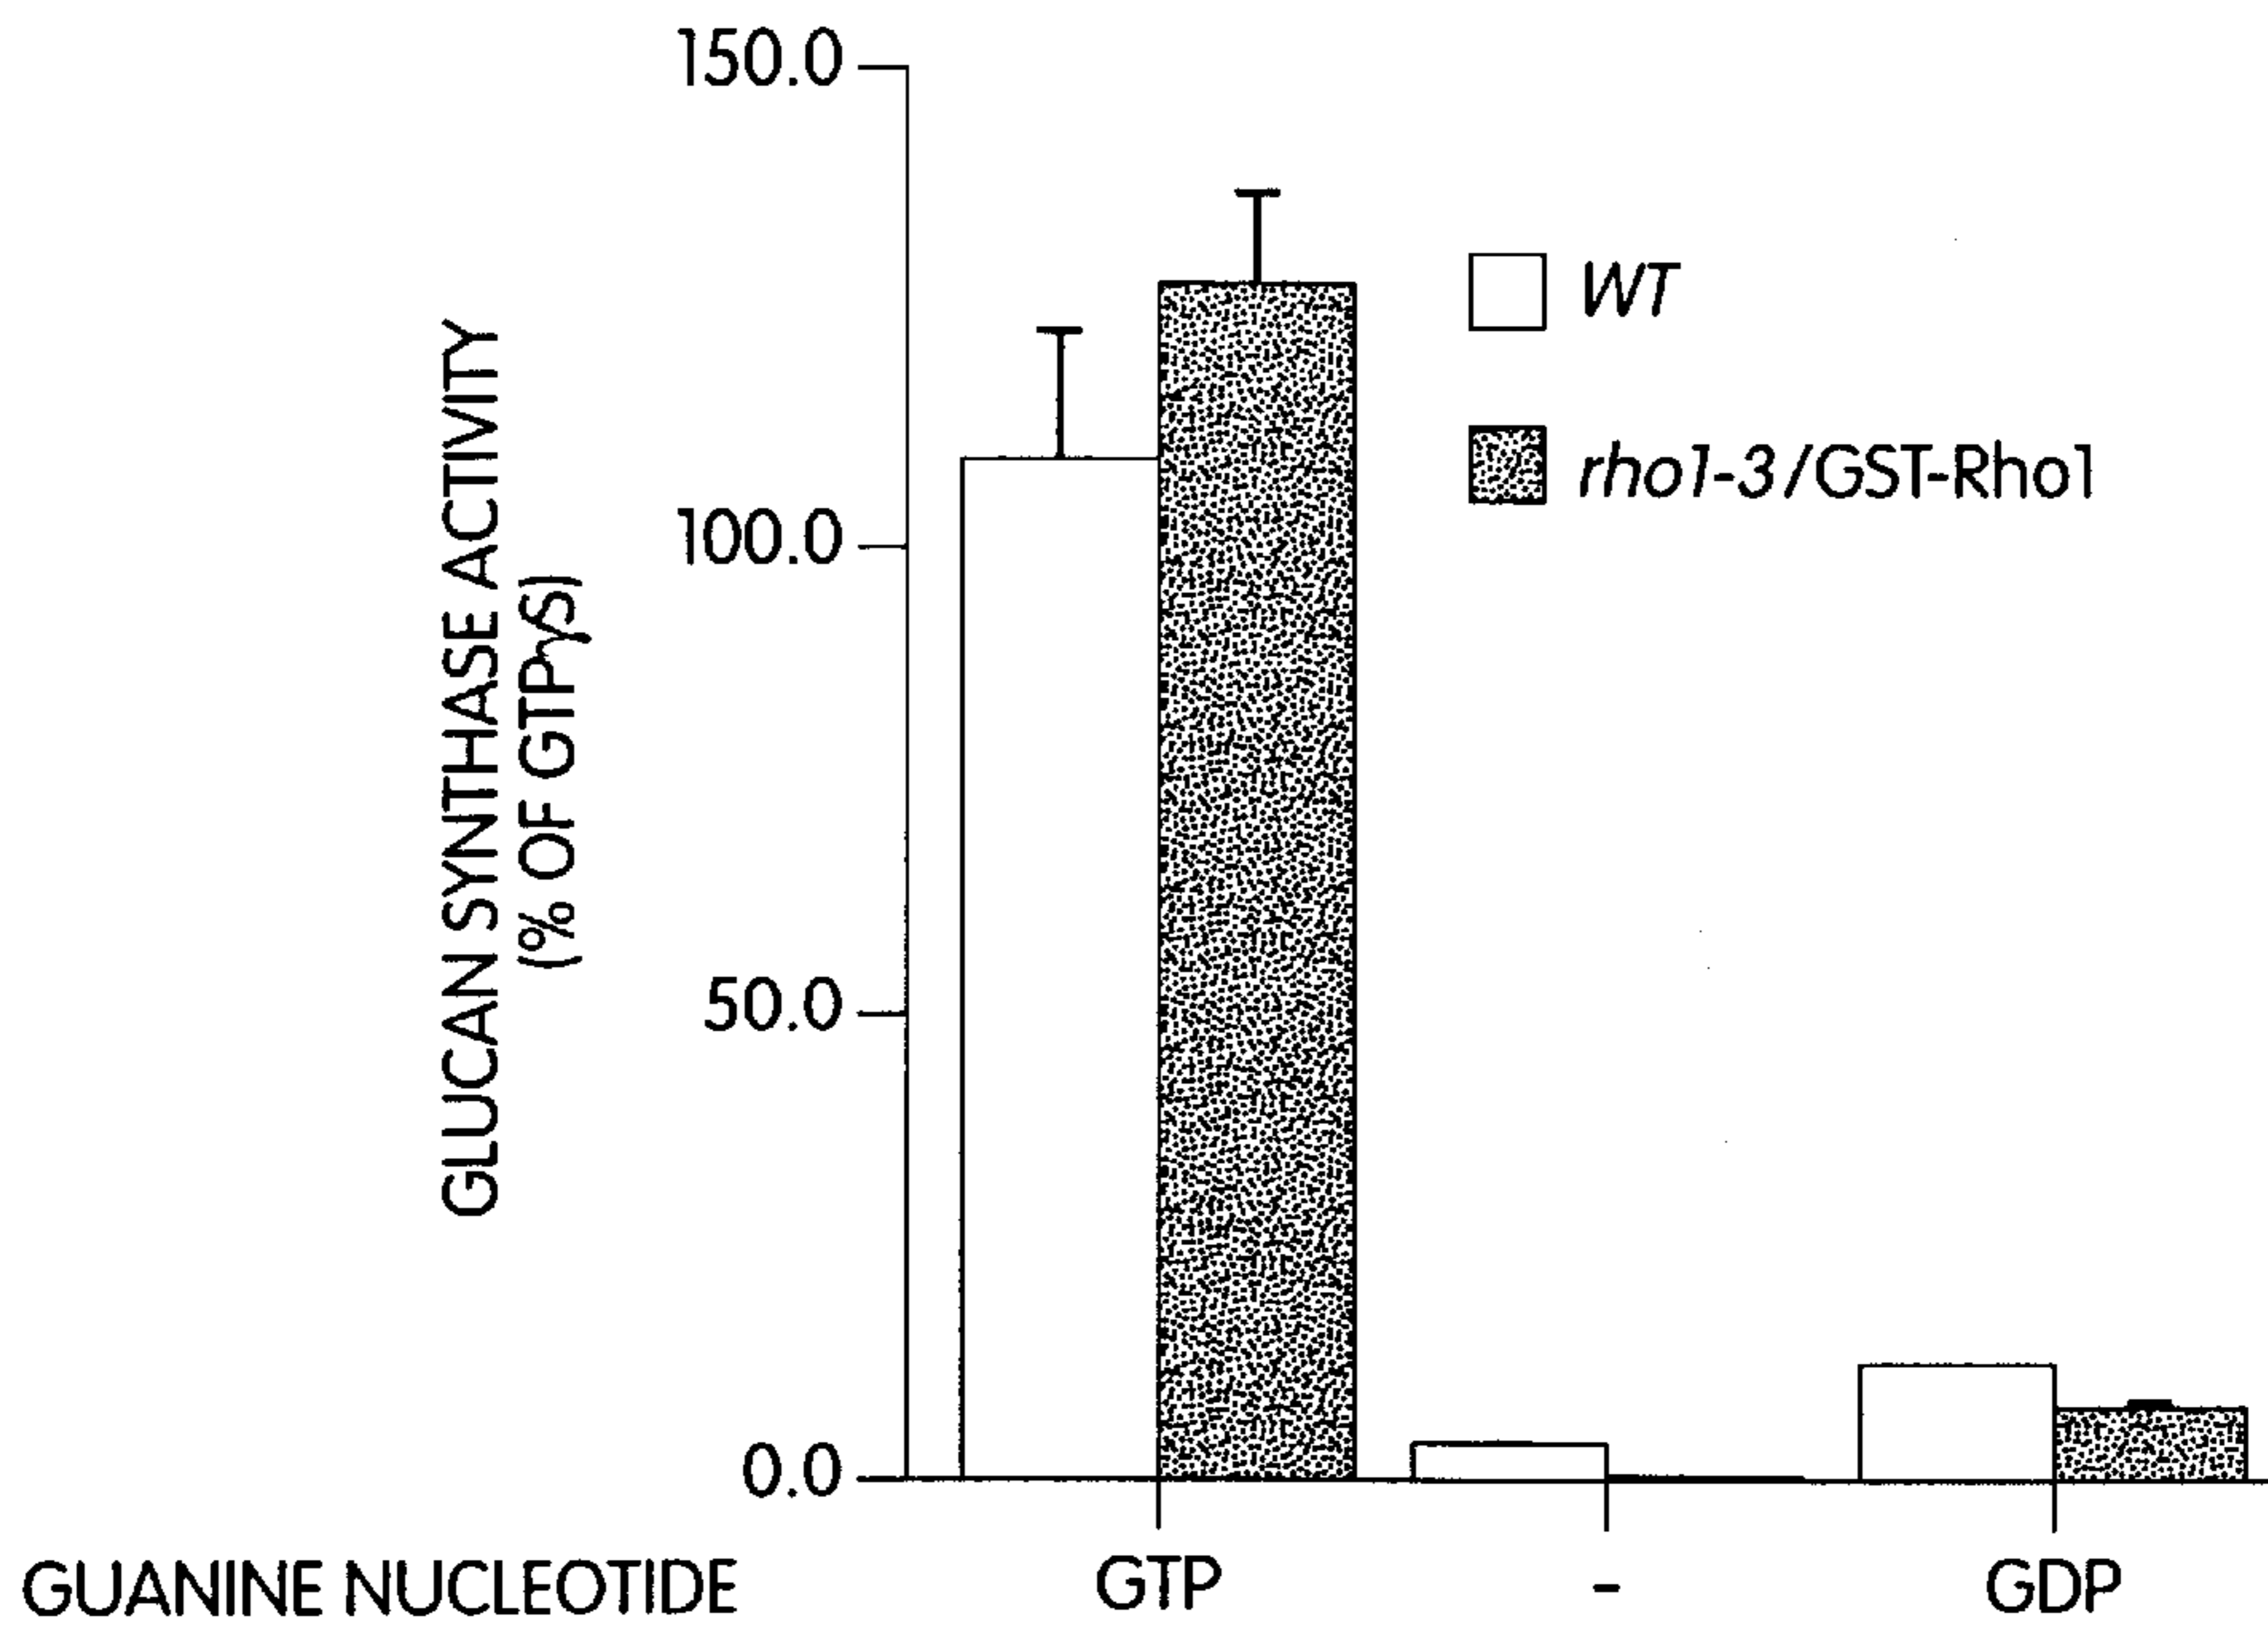 150.0
100.0
50.0
0.0
GLUCAN SYNTHASE ACTIVITY
(% OF GTPγS)
WT
rho1-3/GST-Rho1
GUANINE NUCLEOTIDE
GTP
-
GDP